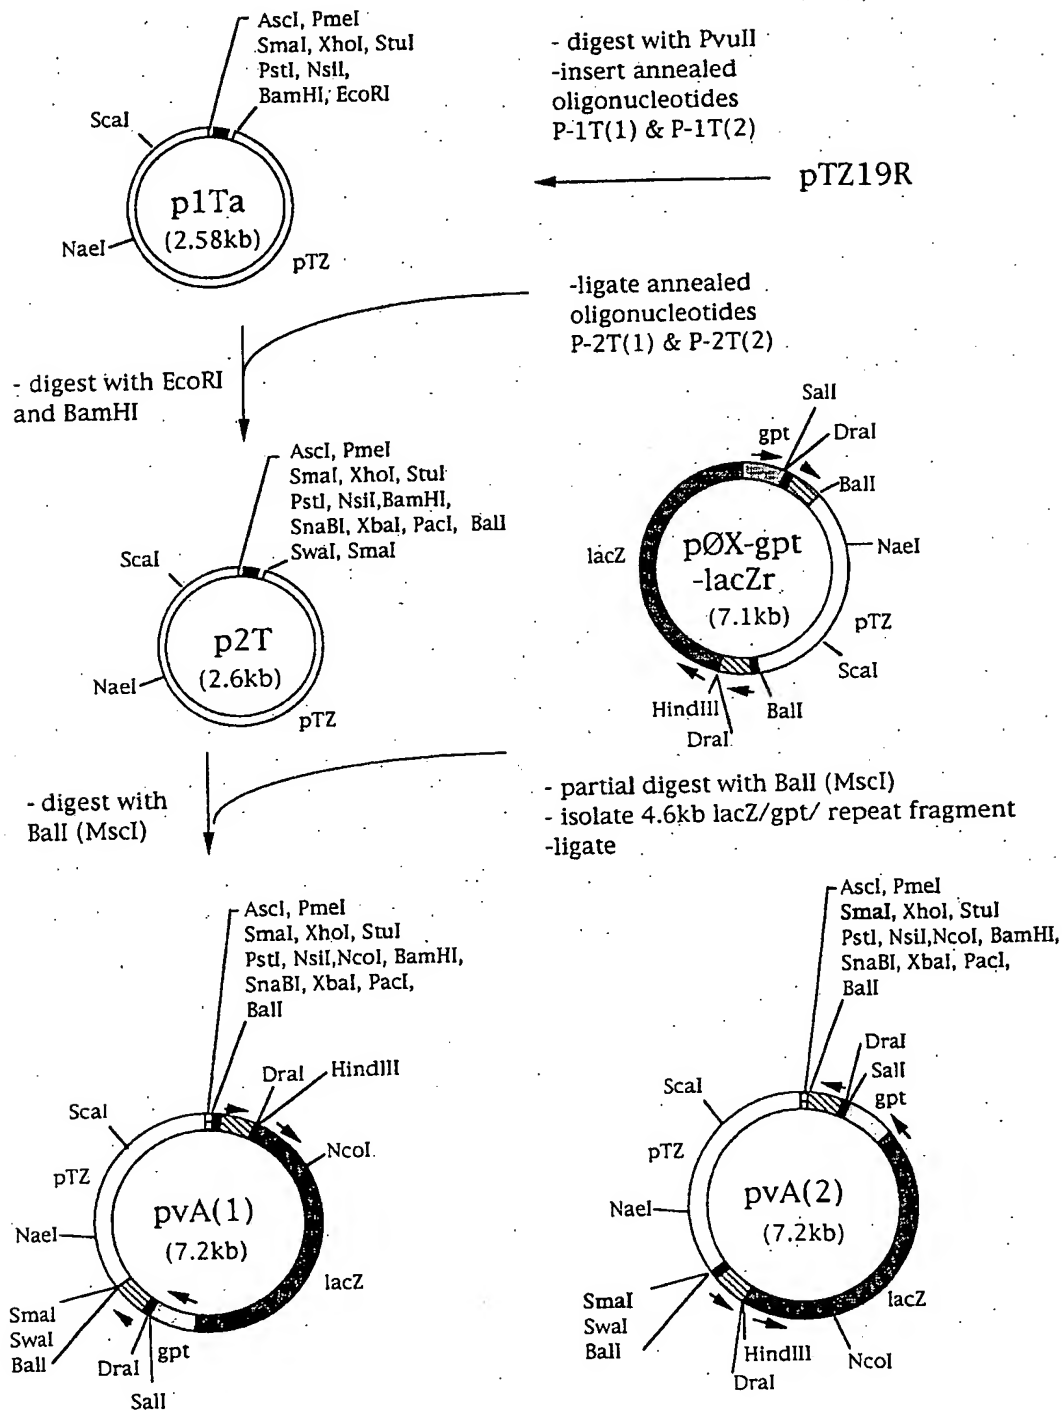 AscI, PmeI
SmaI, XhoI, StuI
PstI, NsiI,
BamHI, EcoRI
ScaI
p1Ta
(2.58kb)
NaeI
pTZ
- digest with PvuII
-insert annealed
oligonucleotides
P-1T(1) & P-1T(2)
pTZ19R
-ligate annealed
oligonucleotides
P-2T(1) & P-2T(2)
- digest with EcoRI
and BamHI
AscI, PmeI
SmaI, XhoI, StuI
PstI, NsiI,BamHI,
SnaBI, XbaI, PacI, BalI
SwaI, SmaI
ScaI
p2T
(2.6kb)
NaeI
pTZ
SalI
gpt
DraI
BalI
lacZ
pØX-gpt
-lacZr
(7.1kb)
NaeI
pTZ
ScaI
HindIII
BalI
DraI
- digest with
BalI (MscI)
- partial digest with BalI (MscI)
- isolate 4.6kb lacZ/gpt/ repeat fragment
-ligate
AscI, PmeI
SmaI, XhoI, StuI
PstI, NsiI,NcoI, BamHI,
SnaBI, XbaI, PacI,
BalI
DraI
HindIII
ScaI
NcoI
pTZ
pvA(1)
(7.2kb)
NaeI
lacZ
SmaI
SwaI
BalI
DraI
gpt
SalI
AscI, PmeI
SmaI, XhoI, StuI
PstI, NsiI,NcoI, BamHI,
SnaBI, XbaI, PacI,
BalI
DraI
SalI
gpt
ScaI
pTZ
pvA(2)
(7.2kb)
NaeI
lacZ
SmaI
SwaI
BalI
HindIII
NcoI
DraI